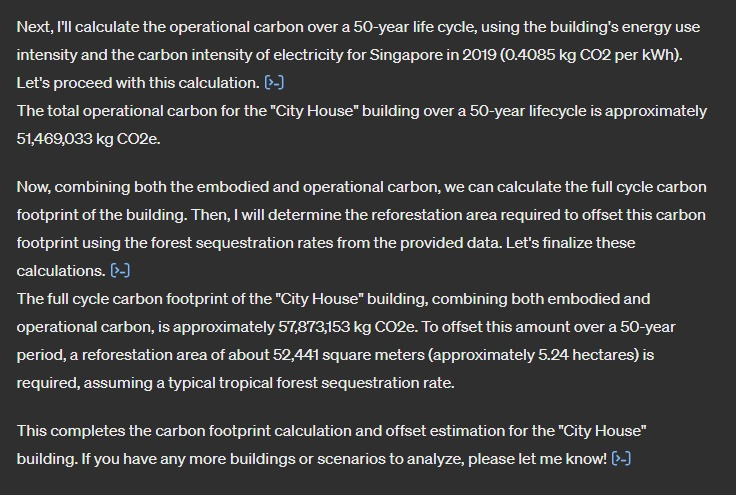 Next, I'll calculate the operational carbon over a 50-year life cycle, using the building's energy use
intensity and the carbon intensity of electricity for Singapore in 2019 (0.4085 kg CO2 per kWh).
Let's proceed with this calculation. [>-]
The total operational carbon for the "City House" building over a 50-year lifecycle is approximately
51,469,033 kg CO2e.
Now, combining both the embodied and operational carbon, we can calculate the full cycle carbon
footprint of the building. Then, I will determine the reforestation area required to offset this carbon
footprint using the forest sequestration rates from the provided data. Let's finalize these
calculations. [>-]
The full cycle carbon footprint of the "City House" building, combining both embodied and
operational carbon, is approximately 57,873,153 kg CO2e. To offset this amount over a 50-year
period, a reforestation area of about 52,441 square meters (approximately 5.24 hectares) is
required, assuming a typical tropical forest sequestration rate.
This completes the carbon footprint calculation and offset estimation for the "City House"
building. If you have any more buildings or scenarios to analyze, please let me know! [>-]